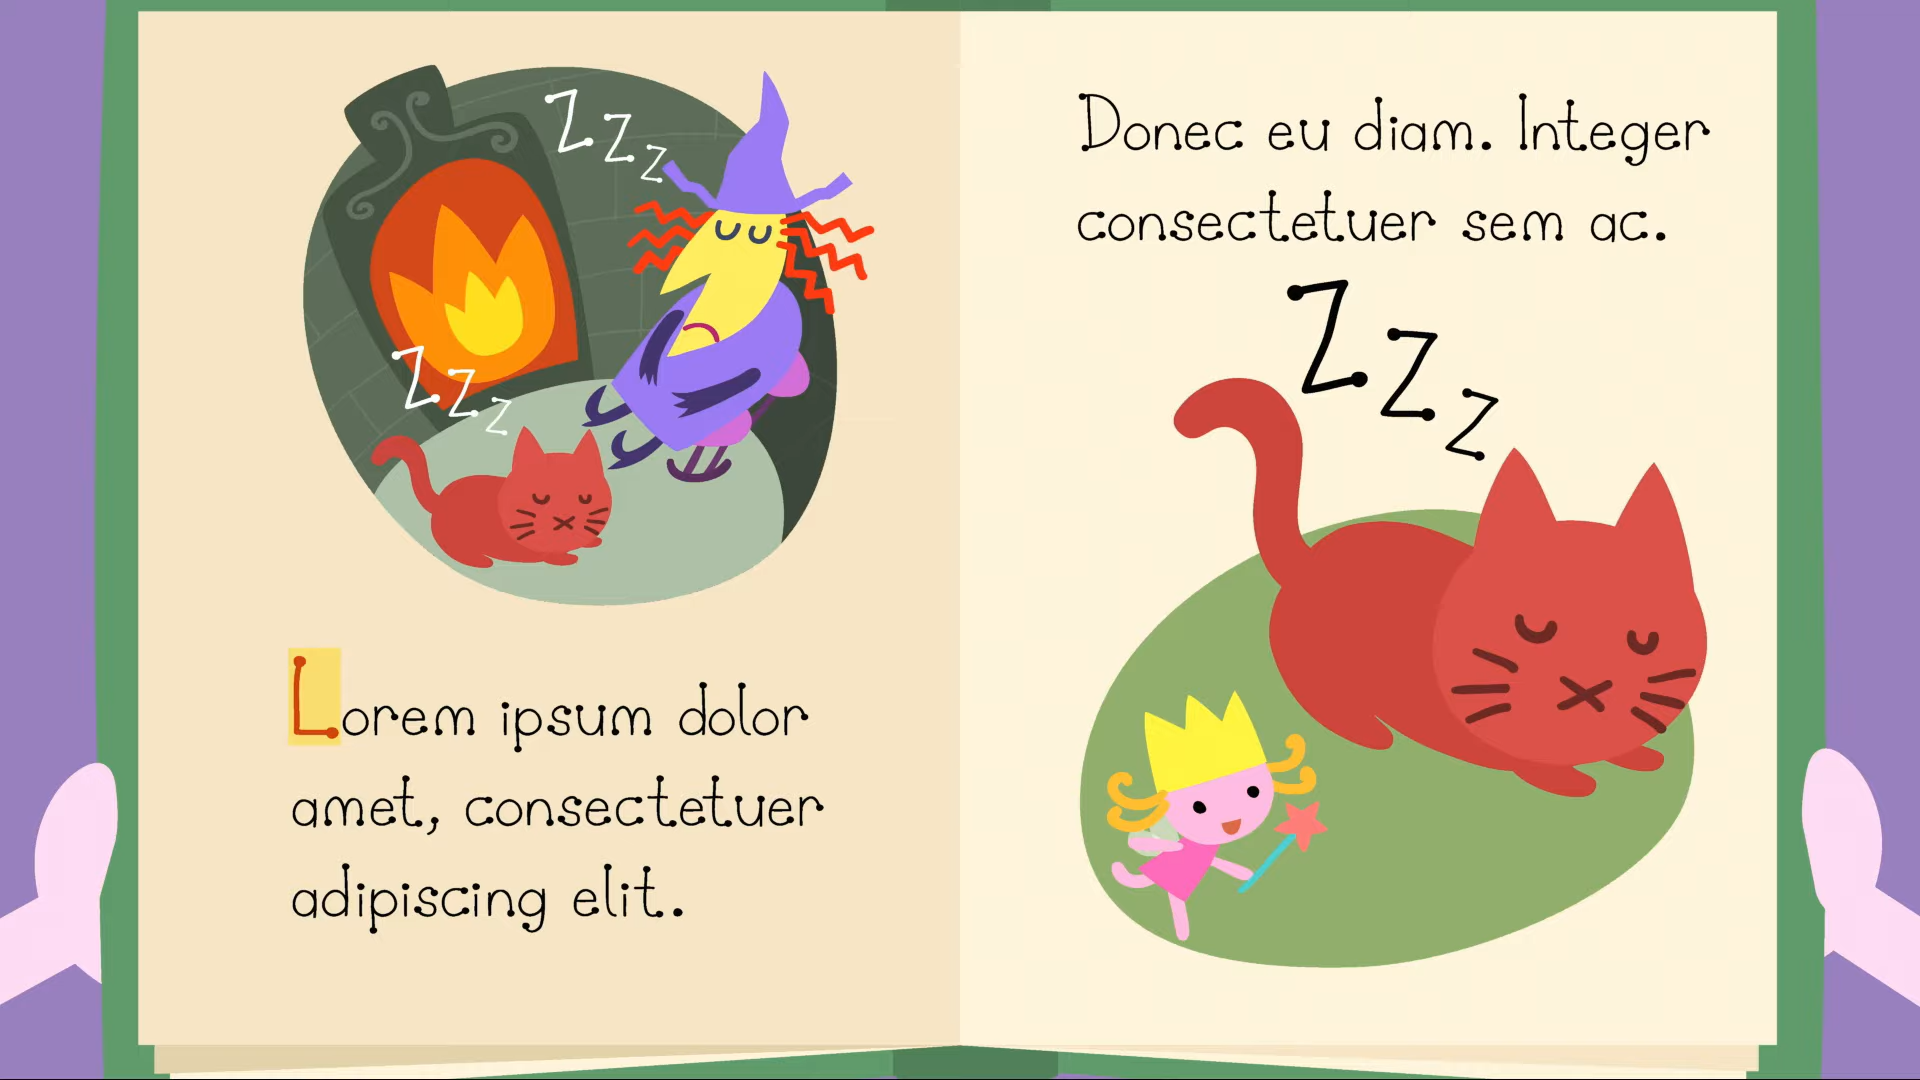 Z z z
Z z z
Lorem ipsum dolor
amet, consectetuer
adipiscing elit..
Donec eu diam. Integer
consectetuer sem ac.
Z z z